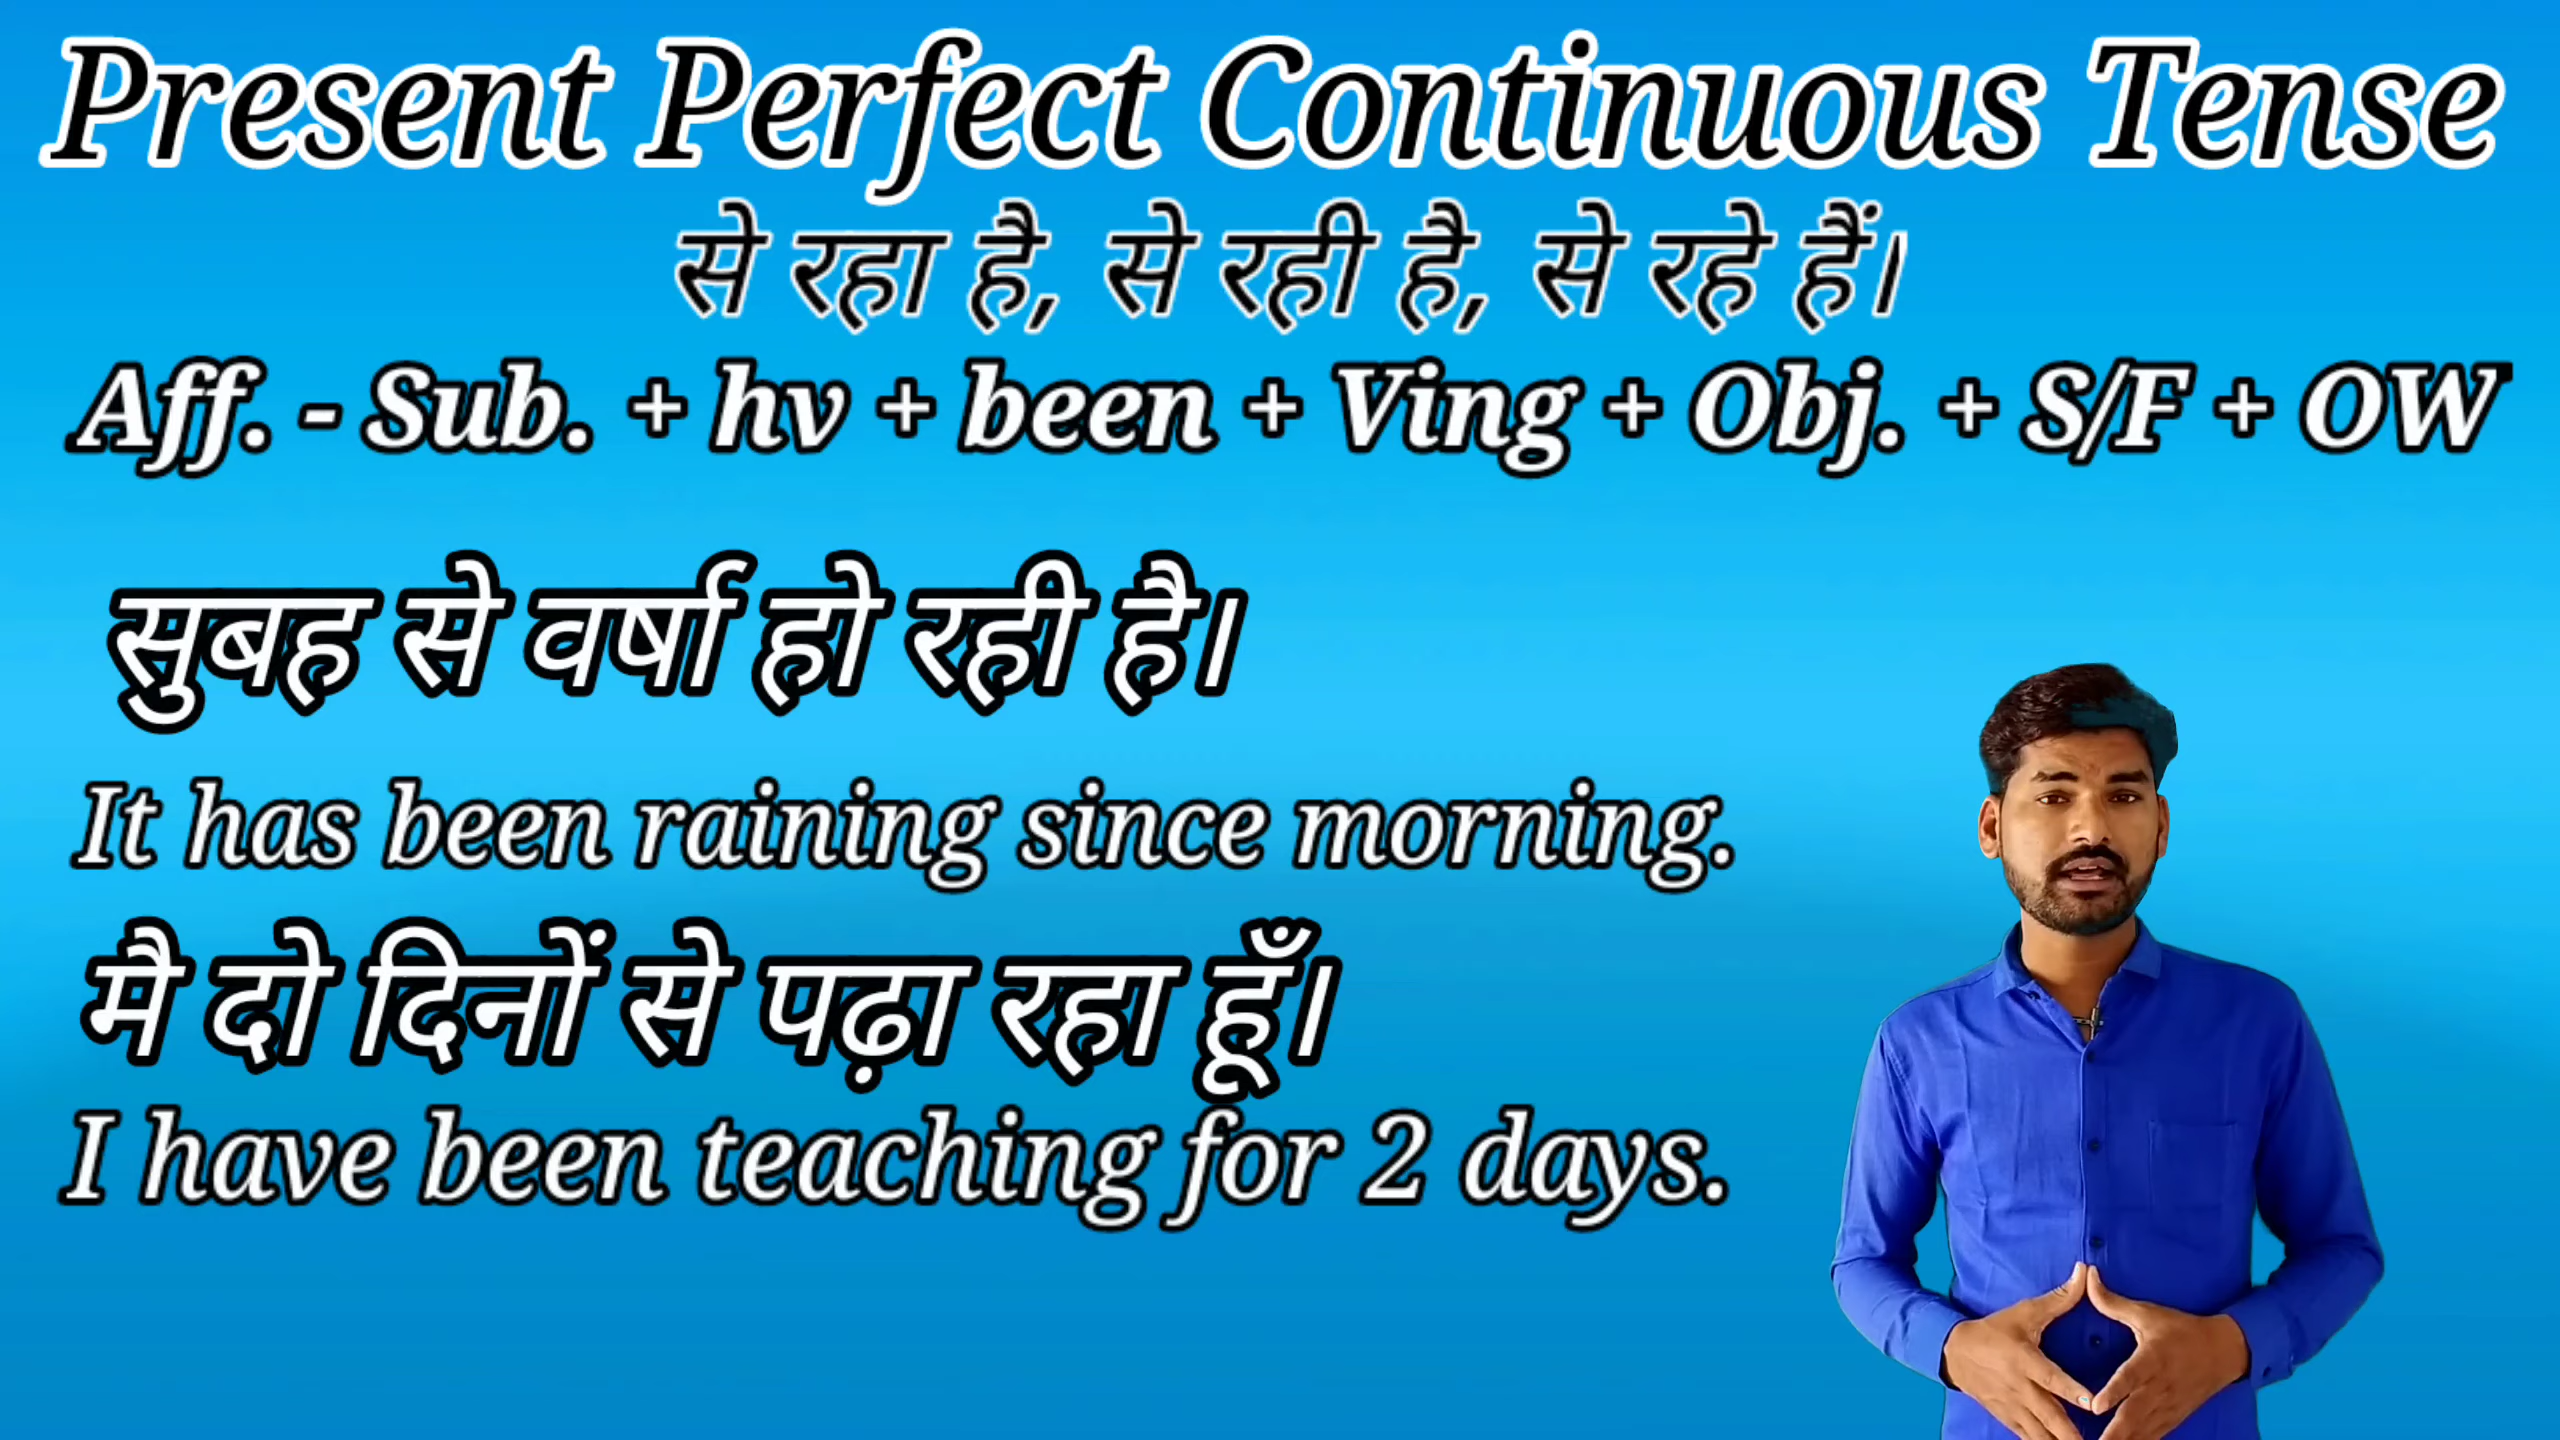 Present Perfect Continuous Tense
से रहा है, से रही है, से रहे हैं।
Aff. - Sub. + hv + been + Ving + Obj. + S/F + OW
सुबह से वर्षा हो रही है।
It has been raining since morning.
मै दो दिनों से पढ़ा रहा हूँ।
I have been teaching for 2 days.